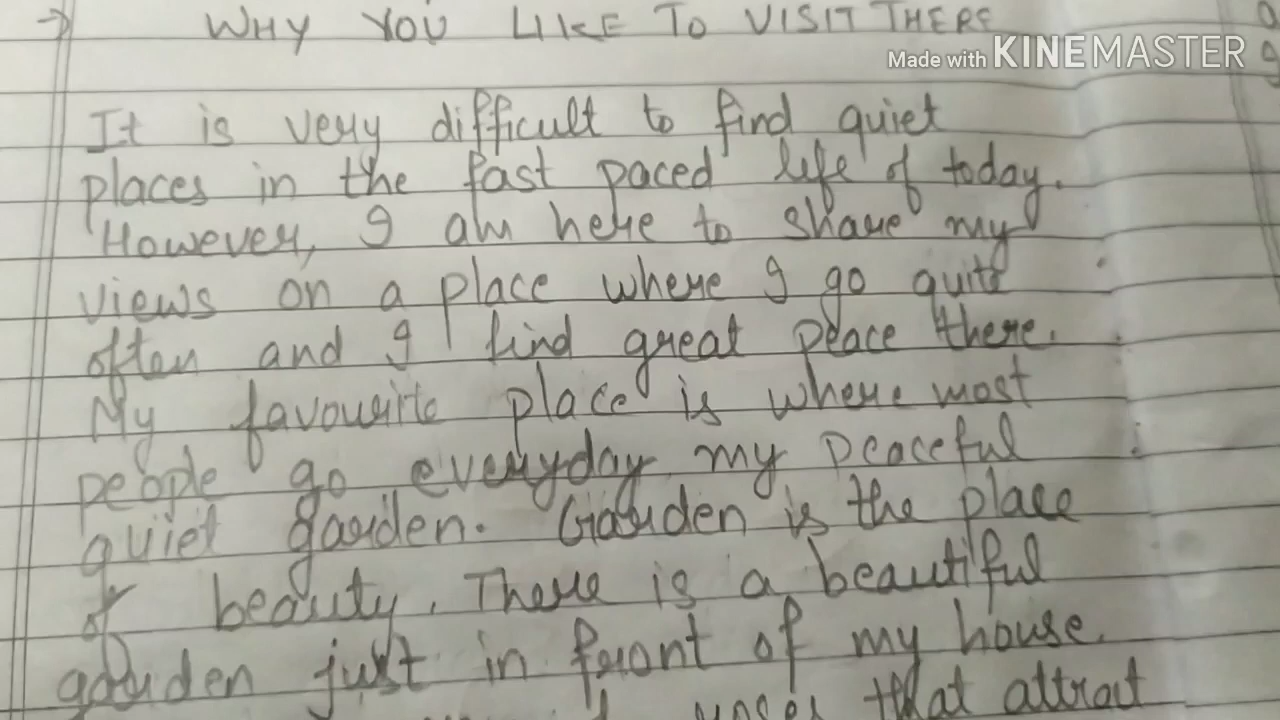 → WHY YOU LIKE TO VISIT THERE
Made with KINEMASTER
It is very difficult to find quiet
places in the fast paced life of today.
However, I am here to share my
views on a place where I go quite
often and I find great peace there.
My favourite place is where most
people go everyday my peaceful
quiet garden. Garden is the place
of beauty. There is a beautiful
garden just in front of my house.
that attract